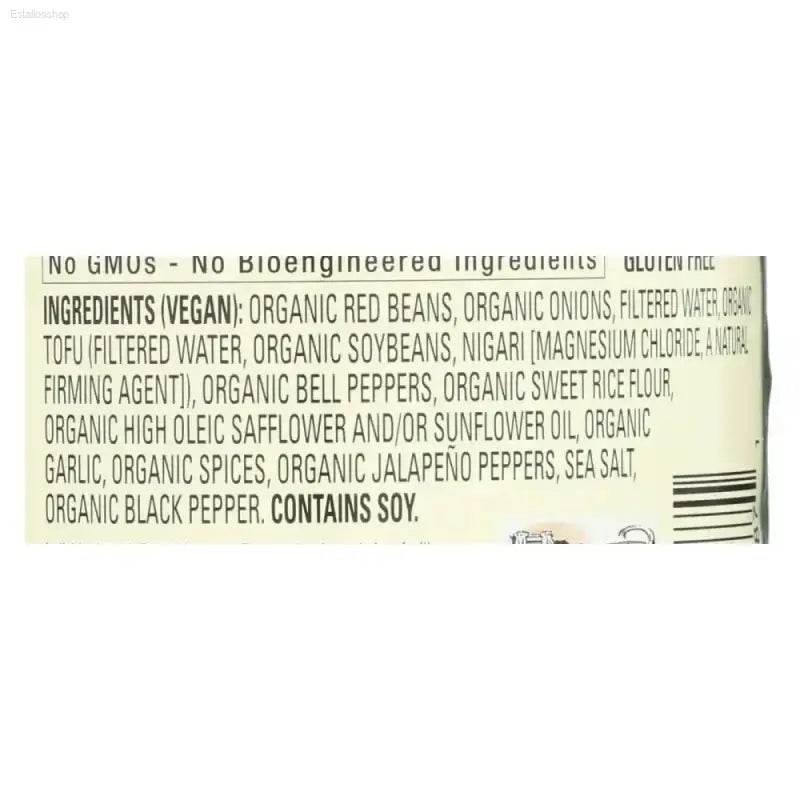 Estallosshop
No GMOs - No Bioengineered Ingredients GLUTEN FREE
INGREDIENTS (VEGAN): ORGANIC RED BEANS, ORGANIC ONIONS, FILTERED WATER, ORGANIC
TOFU (FILTERED WATER, ORGANIC SOYBEANS, NIGARI [MAGNESIUM CHLORIDE, A NATURAL
FIRMING AGENT]), ORGANIC BELL PEPPERS, ORGANIC SWEET RICE FLOUR,
ORGANIC HIGH OLEIC SAFFLOWER AND/OR SUNFLOWER OIL, ORGANIC
GARLIC, ORGANIC SPICES, ORGANIC JALAPEÑO PEPPERS, SEA SALT,
ORGANIC BLACK PEPPER. CONTAINS SOY.